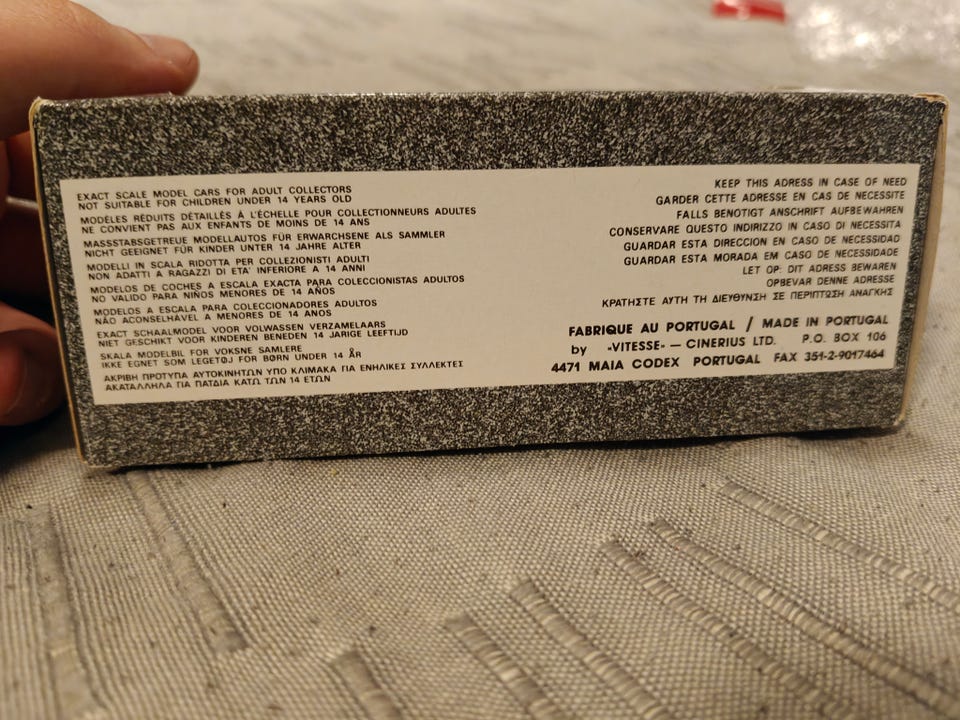 EXACT SCALE MODEL CARS FOR ADULT COLLECTORS
NOT SUITABLE FOR CHILDREN UNDER 14 YEARS OLD
MODÈLES RÉDUITS DÉTAILLÉS À L'ÉCHELLE POUR COLLECTIONNEURS ADULTES
NE CONVIENT PAS AUX ENFANTS DE MOINS DE 14 ANS
MASSSTABSGETREUE MODELLAUTOS FÜR ERWARCHSENE ALS SAMMLER
NICHT GEEIGNET FÜR KINDER UNTER 14 JAHRE ALTER
MODELLI IN SCALA RIDOTTA PER COLLEZIONISTI ADULTI
NON ADATTI A RAGAZZI DI ETA' INFERIORE A 14 ANNI
MODELOS DE COCHES A ESCALA EXACTA PARA COLECCIONISTAS ADULTOS
NO VALIDO PARA NIÑOS MENORES DE 14 AÑOS
MODELOS A ESCALA PARA COLECCIONADORES ADULTOS
NÃO ACONSELHÁVEL A MENORES DE 14 ANOS
EXACT SCHAALMODEL VOOR VOLWASSEN VERZAMELAARS
NIET GESCHIKT VOOR KINDEREN BENEDEN 14 JARIGE LEEFTIJD
SKALA MODELBIL FOR VOKSNE SAMLERE
IKKE EGNET SOM LEGETØJ FOR BØRN UNDER 14 ÅR
ΑΚΡΙΒΗ ΠΡΟΤΥΠΑ ΑΥΤΟΚΙΝΗΤΩΝ ΥΠΟ ΚΛΙΜΑΚΑ ΓΙΑ ΕΝΗΛΙΚΕΣ ΣΥΛΛΕΚΤΕΣ
ΑΚΑΤΑΛΛΗΛΑ ΓΙΑ ΠΑΤΔΙΑ ΚΑΤΩ ΤΩΝ 14 ΕΤΩΝ
KEEP THIS ADRESS IN CASE OF NEED
GARDER CETTE ADRESSE EN CAS DE NECESSITE
FALLS BENOTIGT ANSCHRIFT AUFBEWAHREN
CONSERVARE QUESTO INDIRIZZO IN CASO DI NECESSITA
GUARDAR ESTA DIRECCION EN CASO DE NECESSIDAD
GUARDAR ESTA MORADA EM CASO DE NECESSIDADE
LET OP: DIT ADRESS BEWAREN
OPBEVAR DENNE ADRESSE
ΚΡΑΤΗΣΤΕ ΑΥΤΗ ΤΗ ΔΙΕΥΘΥΝΣΗ ΣΕ ΠΕΡΙΠΤΩΣΗ ΑΝΑΓΚΗΣ
FABRIQUE AU PORTUGAL / MADE IN PORTUGAL
by -VITESSE- — CINERIUS LTD. P.O. BOX 106
4471 MAIA CODEX PORTUGAL FAX 351-2-9017464